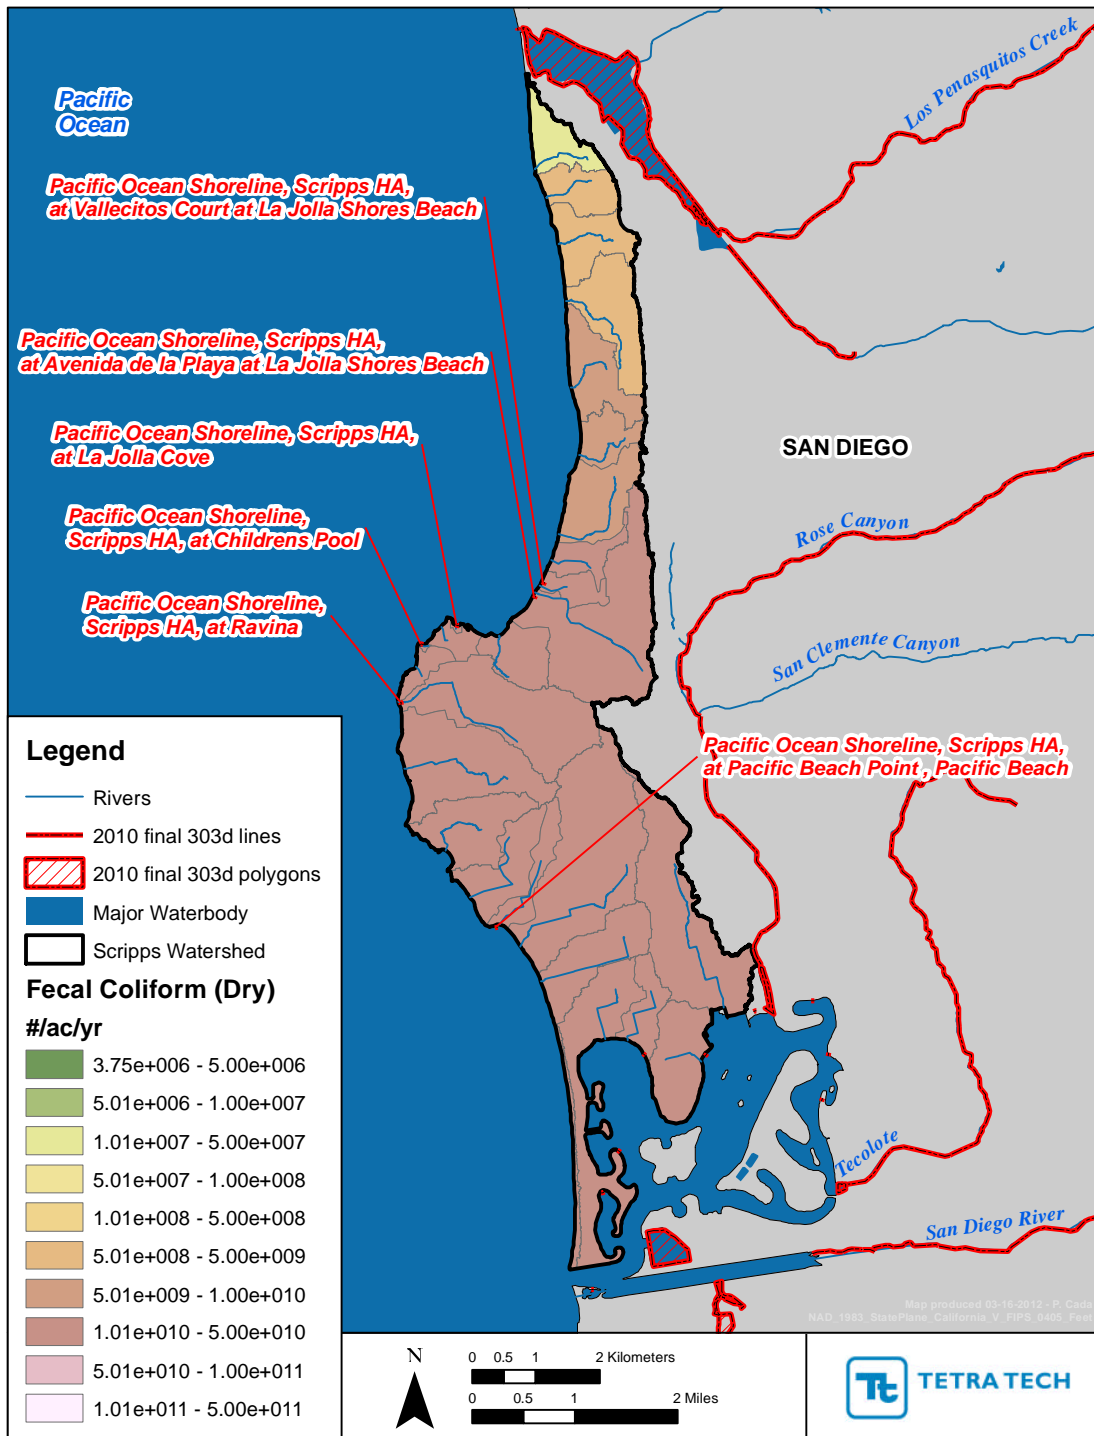 Pacific
Ocean
Los Penasquitos Creek
Pacific Ocean Shoreline, Scripps HA,
at Vallecitos Court at La Jolla Shores Beach
Pacific Ocean Shoreline, Scripps HA,
at Avenida de la Playa at La Jolla Shores Beach
Pacific Ocean Shoreline, Scripps HA,
at La Jolla Cove
SAN DIEGO
Pacific Ocean Shoreline,
Scripps HA, at Childrens Pool
Rose Canyon
Pacific Ocean Shoreline,
Scripps HA, at Ravina
San Clemente Canyon
Pacific Ocean Shoreline, Scripps HA,
at Pacific Beach Point , Pacific Beach
Tecolote
San Diego River
Legend
Rivers
2010 final 303d lines
2010 final 303d polygons
Major Waterbody
Scripps Watershed
Fecal Coliform (Dry)
#/ac/yr
3.75e+006 - 5.00e+006
5.01e+006 - 1.00e+007
1.01e+007 - 5.00e+007
5.01e+007 - 1.00e+008
1.01e+008 - 5.00e+008
5.01e+008 - 5.00e+009
5.01e+009 - 1.00e+010
1.01e+010 - 5.00e+010
5.01e+010 - 1.00e+011
1.01e+011 - 5.00e+011
Map produced 03-16-2012 - P. Cada
NAD_1983_StatePlane_California_V_FIPS_0405_Feet
N
0 0.5 1 2 Kilometers
0 0.5 1 2 Miles
Tt
TETRA TECH